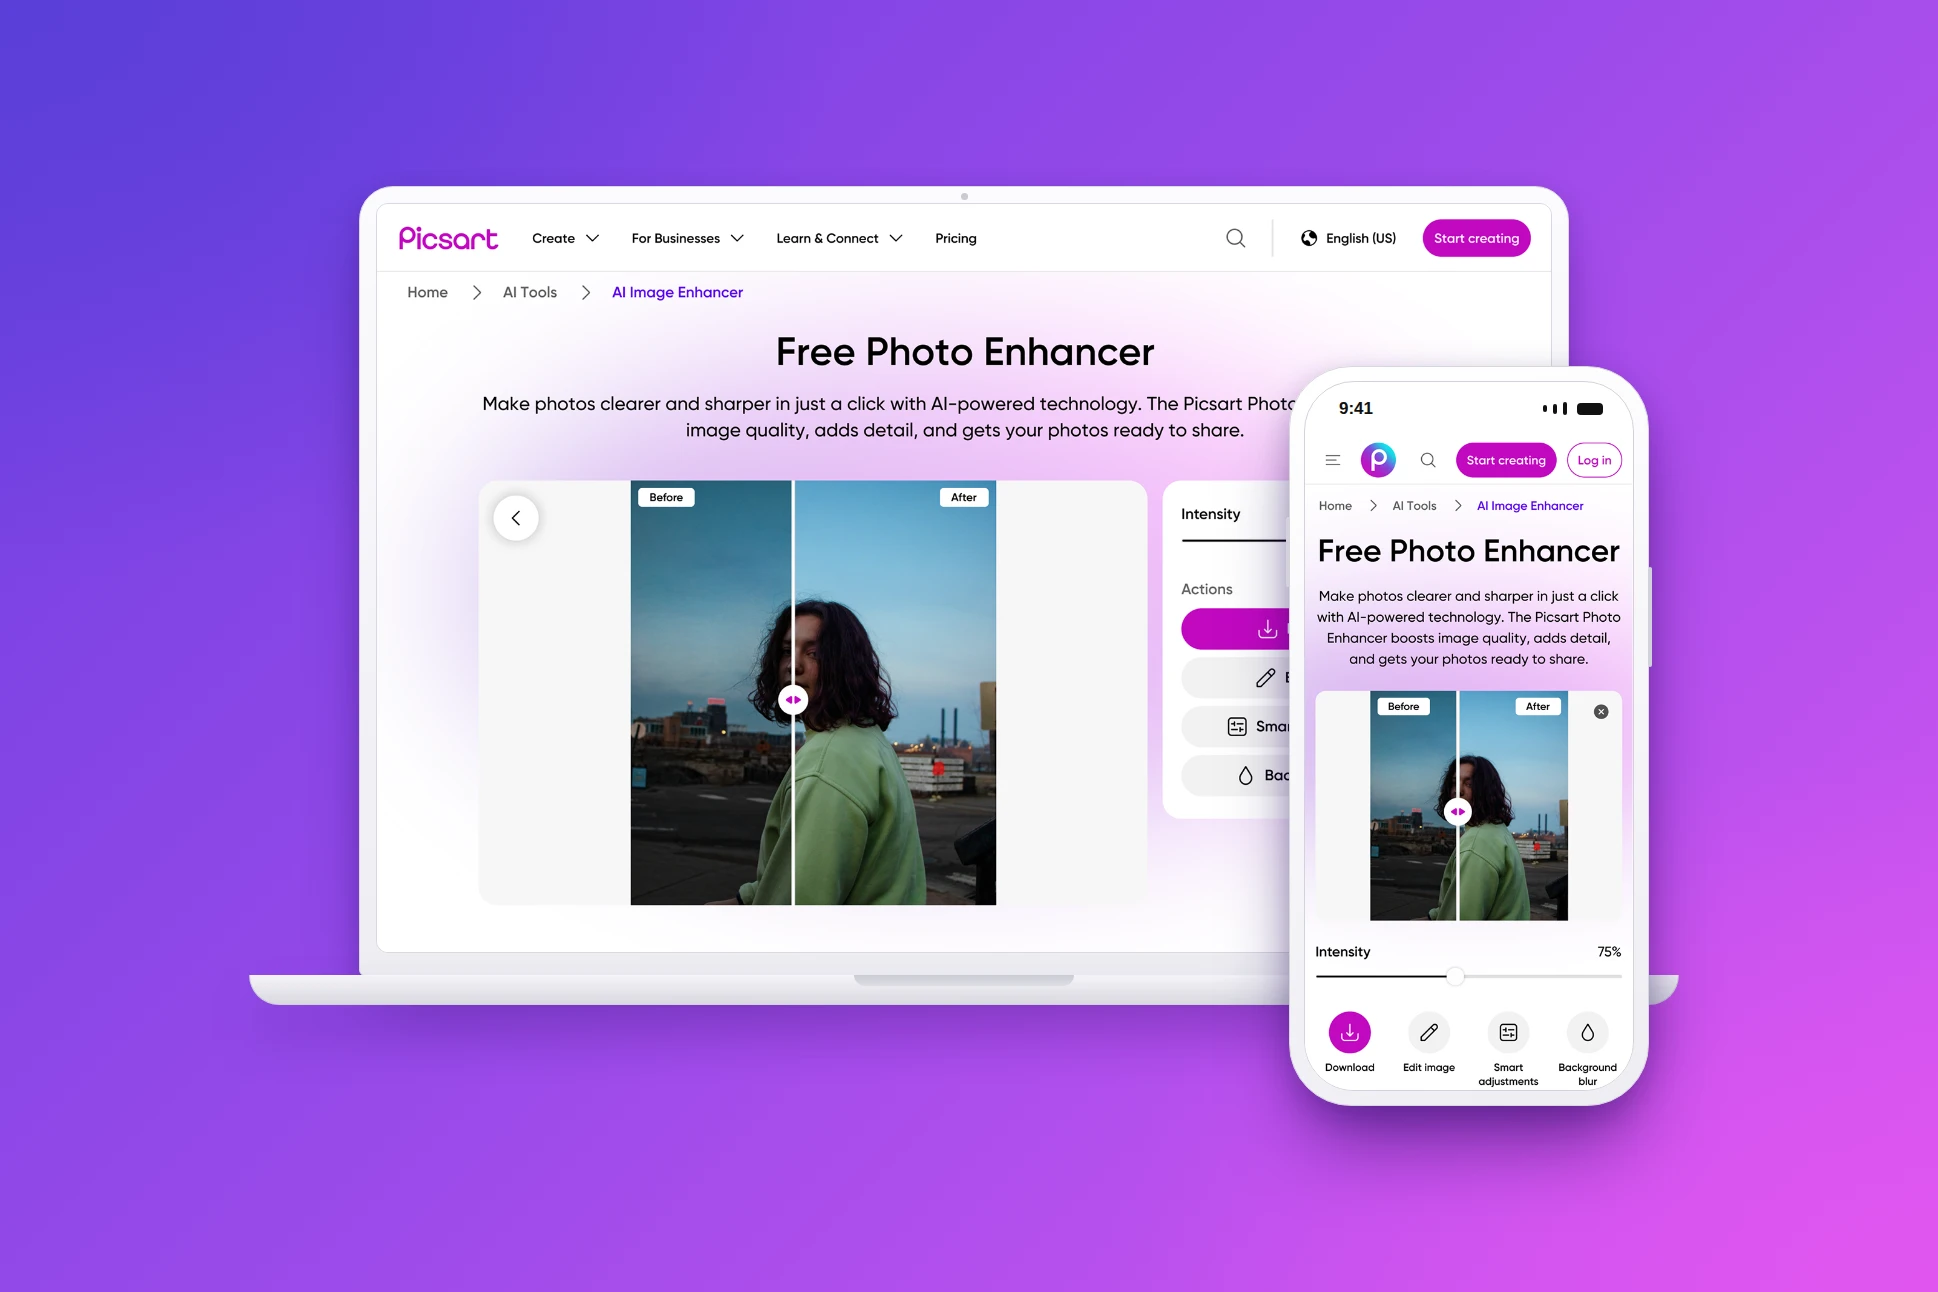 Picsart
Create
For Businesses
Learn & Connect
Pricing
English (US)
Start creating
Home
AI Tools
AI Image Enhancer
Free Photo Enhancer
Make photos clearer and sharper in just a click with AI-powered technology. The Picsart Photo
image quality, adds detail, and gets your photos ready to share.
Before
After
Intensity
Actions
9:41
Start creating
Log in
Home
AI Tools
AI Image Enhancer
Free Photo Enhancer
Make photos clearer and sharper in just a click
with AI-powered technology. The Picsart Photo
Enhancer boosts image quality, adds detail,
and gets your photos ready to share.
Before
After
Intensity
75%
Download
Edit image
Smart
adjustments
Background
blur